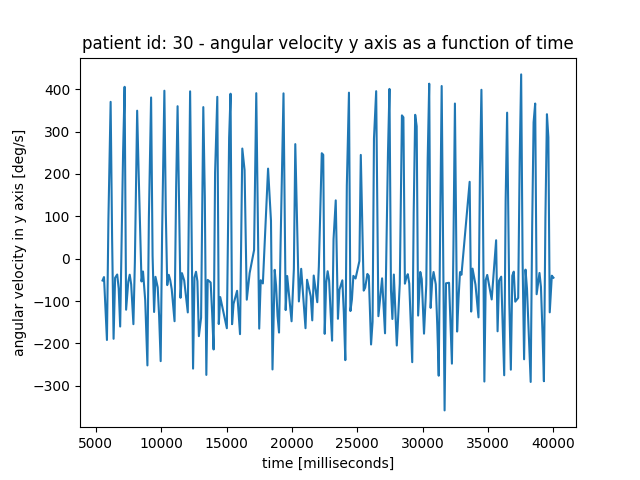 patient id: 30 - angular velocity y axis as a function of time
400
300
200
100
0
−100
−200
−300
angular velocity in y axis [deg/s]
5000 10000 15000 20000 25000 30000 35000 40000
time [milliseconds]